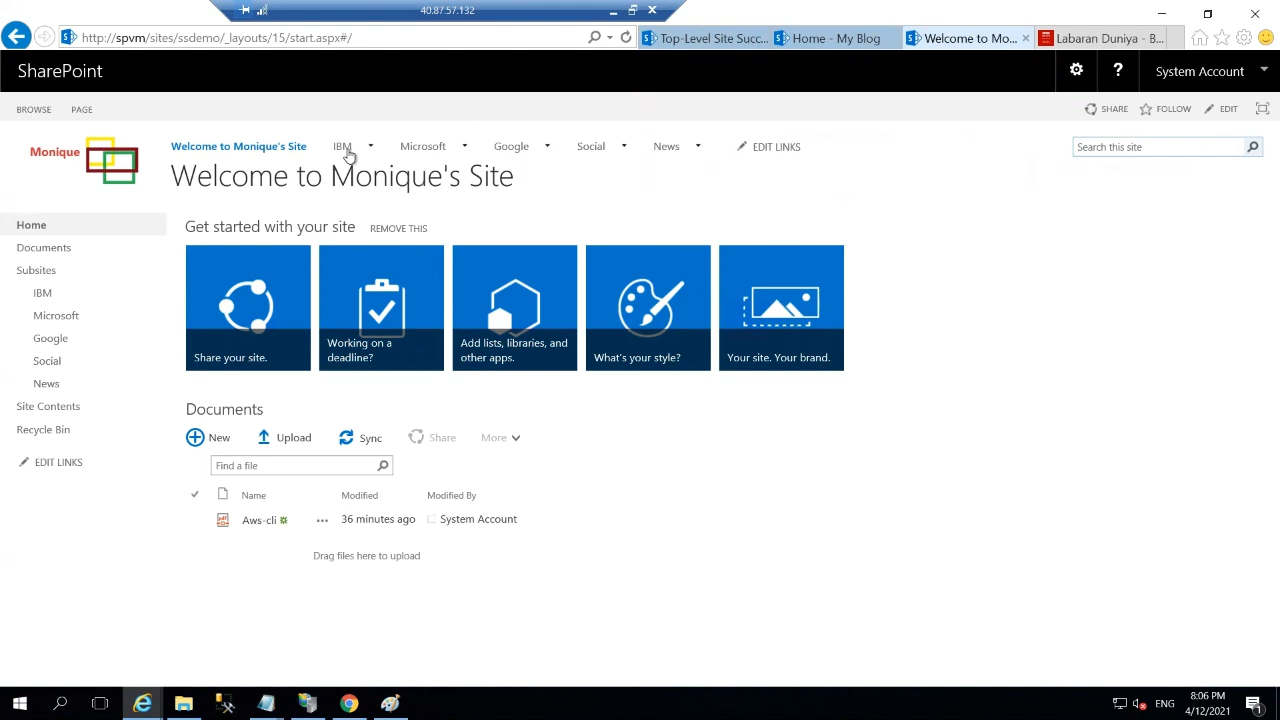 40.87.57.132
http://spvm/sites/ssdemo/_layouts/15/start.aspx#/
Top-Level Site Succ...
Home - My Blog
Welcome to Mo...
Labaran Duniya - B...
SharePoint
System Account
BROWSE PAGE
SHARE FOLLOW EDIT
Monique
Welcome to Monique's Site IBM Microsoft Google Social News EDIT LINKS
Search this site
Welcome to Monique's Site
Home
Documents
Subsites
IBM
Microsoft
Google
Social
News
Site Contents
Recycle Bin
EDIT LINKS
Get started with your site REMOVE THIS
Share your site.
Working on a
deadline?
Add lists, libraries, and
other apps.
What's your style?
Your site. Your brand.
Documents
New Upload Sync Share More
Find a file
Name Modified Modified By
Aws-cli ... 36 minutes ago System Account
Drag files here to upload
ENG
8:06 PM
4/12/2021
1